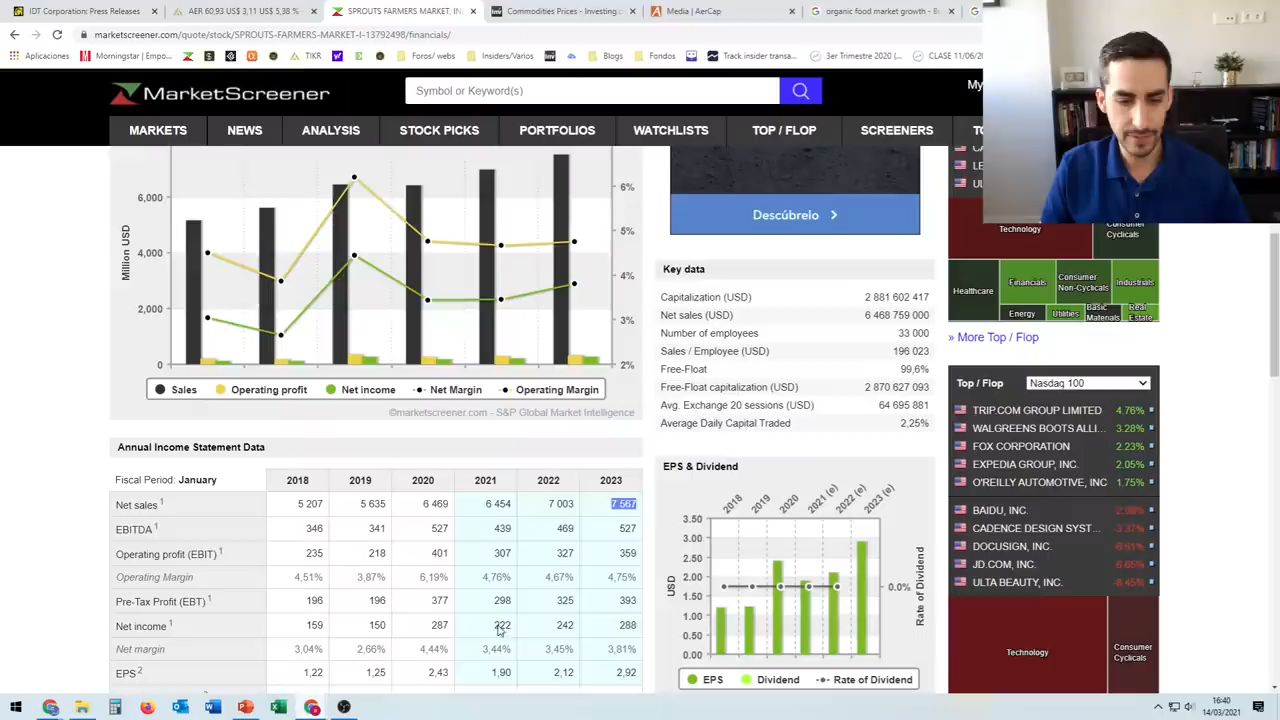 IDT Corporation: Press Releases
AER 60,93 US$ 3,11 US$ 5,38%
SPROUTS FARMERS MARKET, IN
Commodities Prices - Investing.c
Media | AerCap
organic food market growth - B
marketscreener.com/quote/stock/SPROUTS-FARMERS-MARKET-I-13792498/financials/
Aplicaciones
Morningstar | Empo...
TIKR
Foros/ webs
Insiders/Varios
Blogs
Fondos
Track insider transa...
3er Trimestre 2020 (...
CLASE 11/06/
MarketScreener
Symbol or Keyword(s)
My
MARKETS
NEWS
ANALYSIS
STOCK PICKS
PORTFOLIOS
WATCHLISTS
TOP / FLOP
SCREENERS
6,000
4,000
2,000
0
Million USD
6%
5%
4%
3%
2%
Sales
Operating profit
Net income
Net Margin
Operating Margin
©marketscreener.com - S&P Global Market Intelligence
Annual Income Statement Data
Fiscal Period: January 2018 2019 2020 2021 2022 2023
Net sales 1 5 207 5 635 6 469 6 454 7 003 7 567
EBITDA 1 346 341 527 439 469 527
Operating profit (EBIT) 1 235 218 401 307 327 359
Operating Margin 4,51% 3,87% 6,19% 4,76% 4,67% 4,75%
Pre-Tax Profit (EBT) 1 196 196 377 298 325 393
Net income 1 159 150 287 222 242 288
Net margin 3,04% 2,66% 4,44% 3,44% 3,45% 3,81%
EPS 2 1,22 1,25 2,43 1,90 2,12 2,92
Descúbrelo
Key data
Capitalization (USD) 2 881 602 417
Net sales (USD) 6 468 759 000
Number of employees 33 000
Sales / Employee (USD) 196 023
Free-Float 99,6%
Free-Float capitalization (USD) 2 870 627 093
Avg. Exchange 20 sessions (USD) 64 695 881
Average Daily Capital Traded 2,25%
EPS & Dividend
2018
2019
2020
2021 (e)
2022 (e)
2023 (e)
3.50
3.00
2.50
2.00
1.50
1.00
0.50
0.00
USD
0.0%
Rate of Dividend
EPS
Dividend
Rate of Dividend
LE
Technology
Consumer
Cyclicals
Healthcare
Financials
Consumer
Non-Cyclicals
Industrials
Energy
Utilities
Basic
Materials
Real
Estate
» More Top / Flop
Top / Flop
Nasdaq 100
TRIP.COM GROUP LIMITED 4.76%
WALGREENS BOOTS ALLI... 3.28%
FOX CORPORATION 2.23%
EXPEDIA GROUP, INC. 2.05%
O'REILLY AUTOMOTIVE, INC 1.75%
BAIDU, INC.
CADENCE DESIGN SYST... -3.37%
DOCUSIGN, INC.
JD.COM, INC.
ULTA BEAUTY, INC. -8.45%
Technology
Consumer
Cyclicals
16:40
14/03/2021